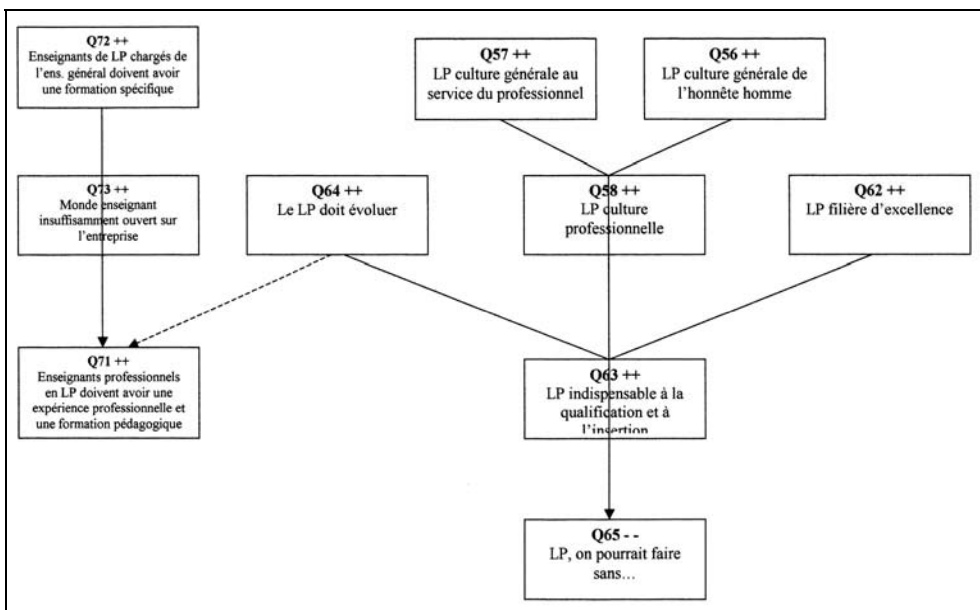 Q72 ++
Enseignants de LP chargés de
l'ens. général doivent avoir
une formation spécifique
Q57 ++
LP culture générale au
service du professionnel
Q56 ++
LP culture générale de
l'honnête homme
Q73 ++
Monde enseignant
insuffisamment ouvert sur
l'entreprise
Q64 ++
Le LP doit évoluer
Q58 ++
LP culture
professionnelle
Q62 ++
LP filière d'excellence
Q71 ++
Enseignants professionnels
en LP doivent avoir une
expérience professionnelle et
une formation pédagogique
Q63 ++
LP indispensable à la
qualification et à
l'insertion
Q65 - -
LP, on pourrait faire
sans…